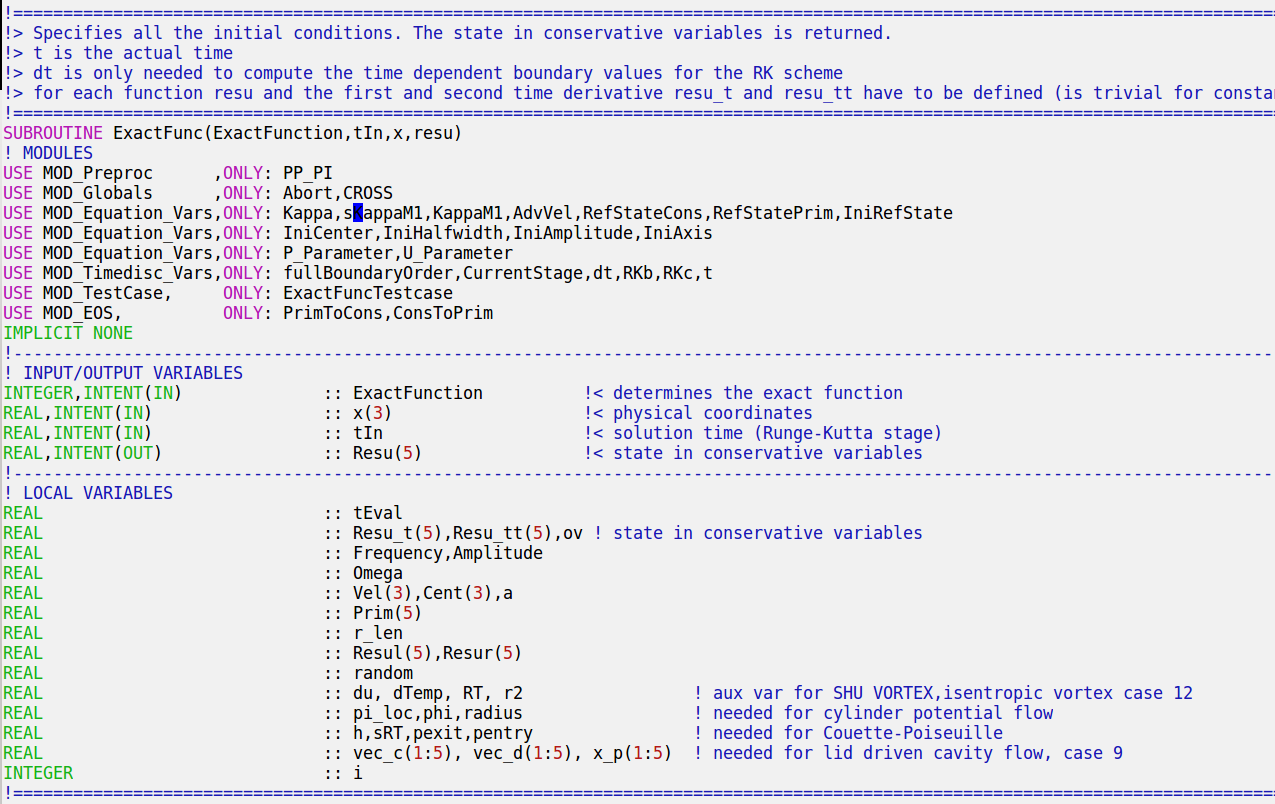 !==============================================================================================================================
!> Specifies all the initial conditions. The state in conservative variables is returned.
!> t is the actual time
!> dt is only needed to compute the time dependent boundary values for the RK scheme
!> for each function resu and the first and second time derivative resu_t and resu_tt have to be defined (is trivial for consta
!==============================================================================================================================
SUBROUTINE ExactFunc(ExactFunction,tIn,x,resu)
! MODULES
USE MOD_Preproc      ,ONLY: PP_PI
USE MOD_Globals      ,ONLY: Abort,CROSS
USE MOD_Equation_Vars,ONLY: Kappa,sKappaM1,KappaM1,AdvVel,RefStateCons,RefStatePrim,IniRefState
USE MOD_Equation_Vars,ONLY: IniCenter,IniHalfwidth,IniAmplitude,IniAxis
USE MOD_Equation_Vars,ONLY: P_Parameter,U_Parameter
USE MOD_Timedisc_Vars,ONLY: fullBoundaryOrder,CurrentStage,dt,RKb,RKc,t
USE MOD_TestCase,     ONLY: ExactFuncTestcase
USE MOD_EOS,          ONLY: PrimToCons,ConsToPrim
IMPLICIT NONE
!------------------------------------------------------------------------------------------------------------------------------
! INPUT/OUTPUT VARIABLES
INTEGER,INTENT(IN)              :: ExactFunction          !< determines the exact function
REAL,INTENT(IN)                 :: x(3)                   !< physical coordinates
REAL,INTENT(IN)                 :: tIn                    !< solution time (Runge-Kutta stage)
REAL,INTENT(OUT)                :: Resu(5)                !< state in conservative variables
!------------------------------------------------------------------------------------------------------------------------------
! LOCAL VARIABLES
REAL                            :: tEval
REAL                            :: Resu_t(5),Resu_tt(5),ov ! state in conservative variables
REAL                            :: Frequency,Amplitude
REAL                            :: Omega
REAL                            :: Vel(3),Cent(3),a
REAL                            :: Prim(5)
REAL                            :: r_len
REAL                            :: Resul(5),Resur(5)
REAL                            :: random
REAL                            :: du, dTemp, RT, r2                 ! aux var for SHU VORTEX,isentropic vortex case 12
REAL                            :: pi_loc,phi,radius                 ! needed for cylinder potential flow
REAL                            :: h,sRT,pexit,pentry                ! needed for Couette-Poiseuille
REAL                            :: vec_c(1:5), vec_d(1:5), x_p(1:5)  ! needed for lid driven cavity flow, case 9
INTEGER                         :: i
!==============================================================================================================================